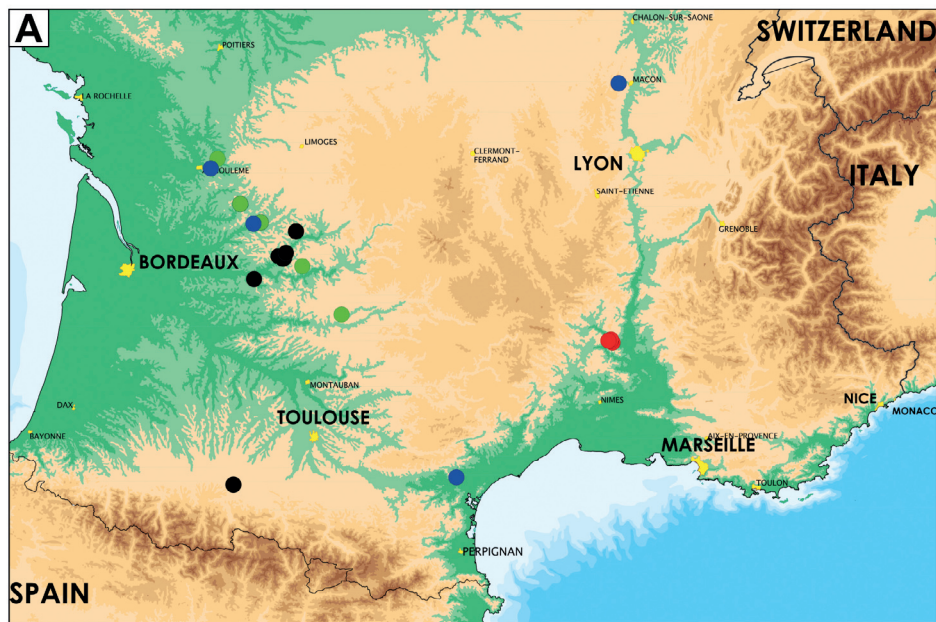 A
CHALON-SUR-SAONE
SWITZERLAND
POITIERS
MACON
LA ROCHELLE
LIMOGES
CLERMONT-
FERRAND
LYON
ITALY
OULEME
SAINT-ETIENNE
GRENOBLE
BORDEAUX
MONTAUBAN
NIMES
NICE
DAX
MONACO
TOULOUSE
BAYONNE
AIX-EN-PROVENCE
MARSEILLE
TOULON
PERPIGNAN
SPAIN